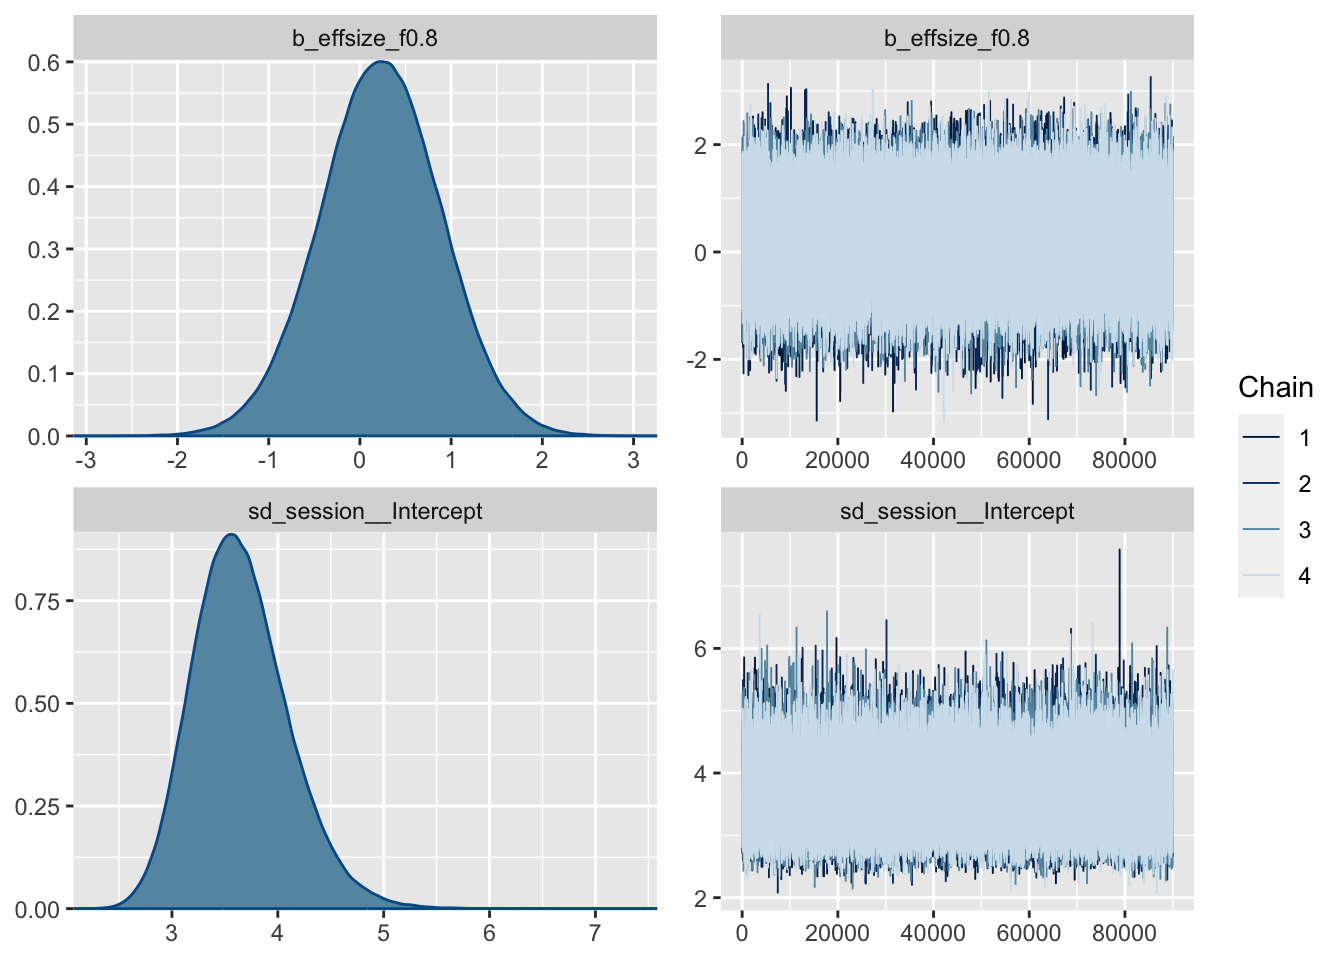 b_effsize_f0.8
0.6
0.5
0.4
0.3
0.2
0.1
0.0
-3 -2 -1 0 1 2 3
b_effsize_f0.8
2
0
-2
0 20000 40000 60000 80000
sd_session__Intercept
0.75
0.50
0.25
0.00
3 4 5 6 7
sd_session__Intercept
6
4
2
0 20000 40000 60000 80000
Chain
1
2
3
4